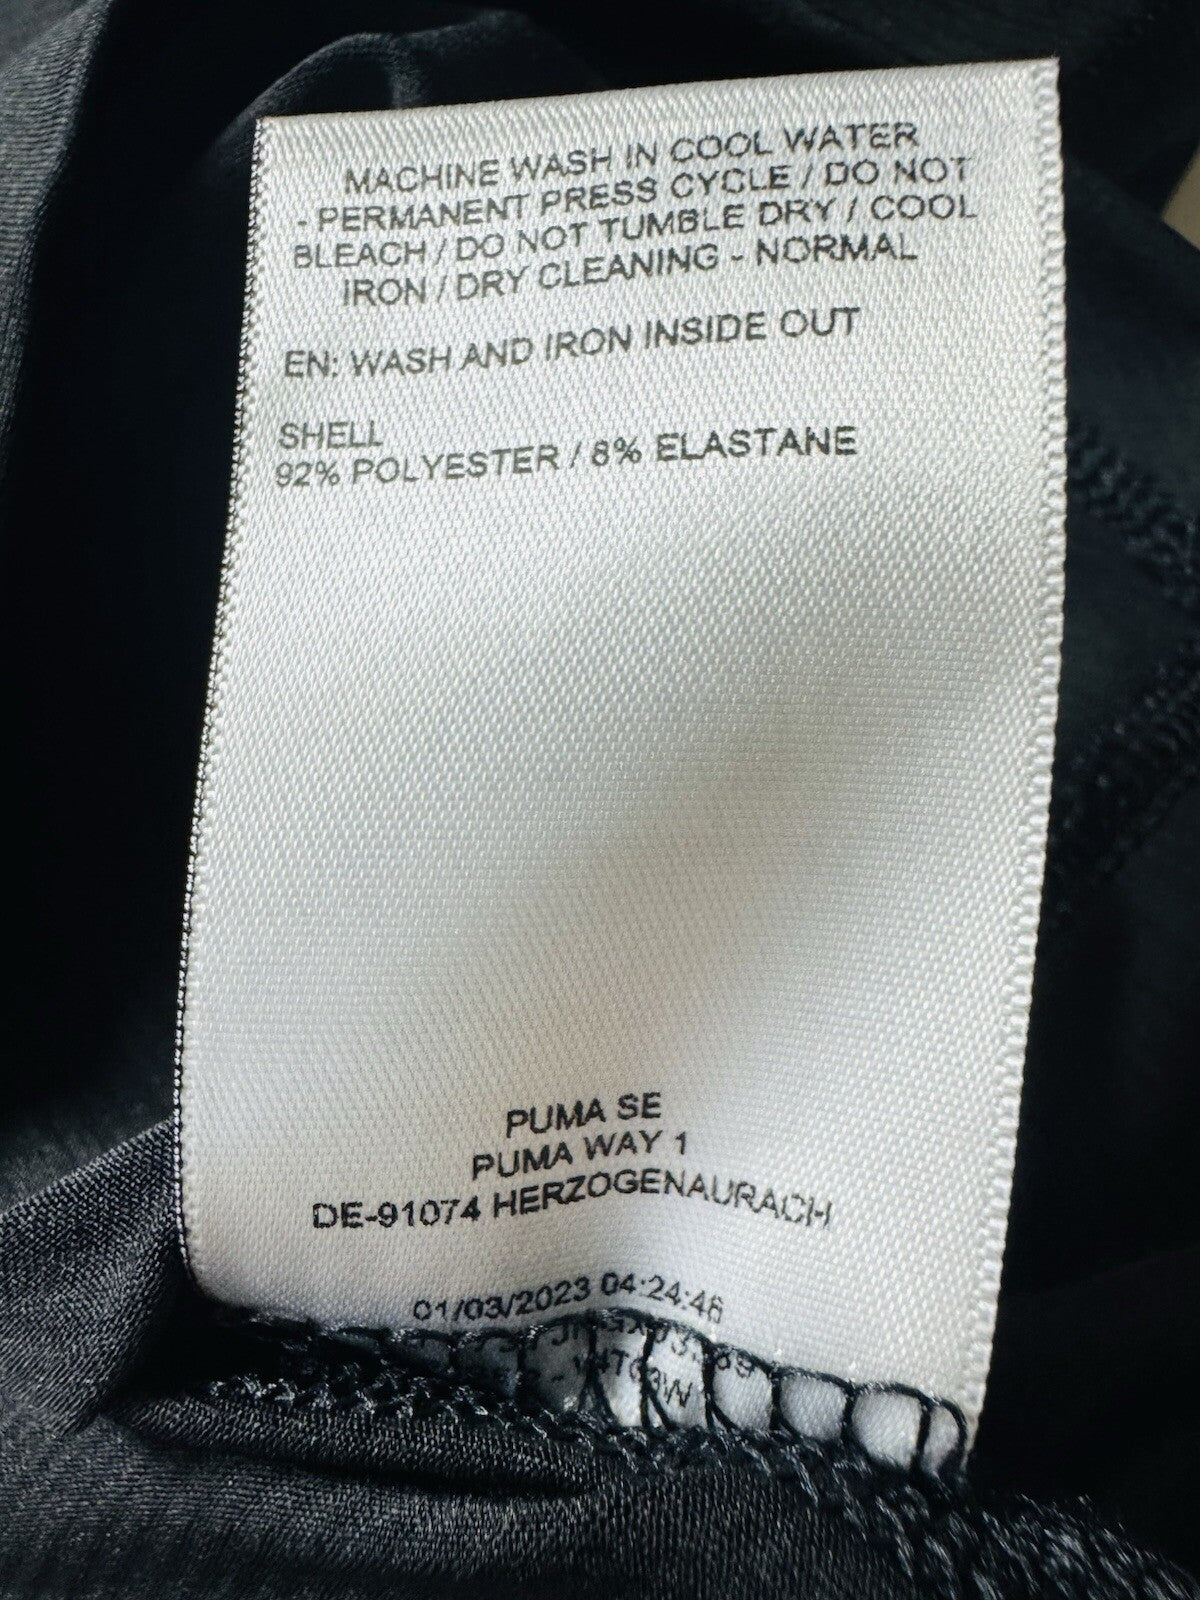 MACHINE WASH IN COOL WATER
- PERMANENT PRESS CYCLE / DO NOT
BLEACH / DO NOT TUMBLE DRY / COOL
IRON / DRY CLEANING - NORMAL
EN: WASH AND IRON INSIDE OUT
SHELL
92% POLYESTER / 8% ELASTANE
PUMA SE
PUMA WAY 1
DE-91074 HERZOGENAURACH
01/03/2023 04:24:46